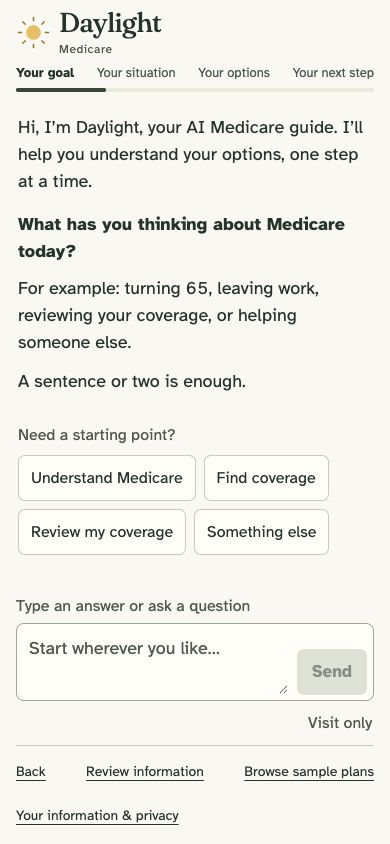 Daylight
Medicare
Your goal Your situation Your options Your next step
Hi, I’m Daylight, your AI Medicare guide. I’ll
help you understand your options, one step
at a time.
What has you thinking about Medicare
today?
For example: turning 65, leaving work,
reviewing your coverage, or helping
someone else.
A sentence or two is enough.
Need a starting point?
Understand Medicare Find coverage
Review my coverage Something else
Type an answer or ask a question
Start wherever you like...
Send
Visit only
Back Review information Browse sample plans
Your information & privacy